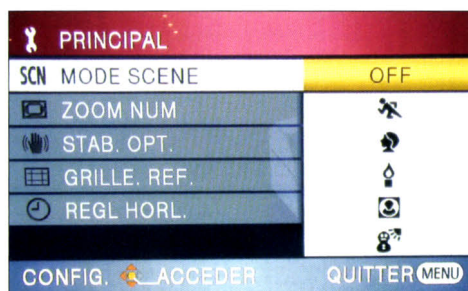 PRINCIPAL
SCN MODE SCENE OFF
ZOOM NUM
STAB. OPT.
GRILLE. REF.
REGL HORL.
CONFIG. ACCEDER QUITTER MENU